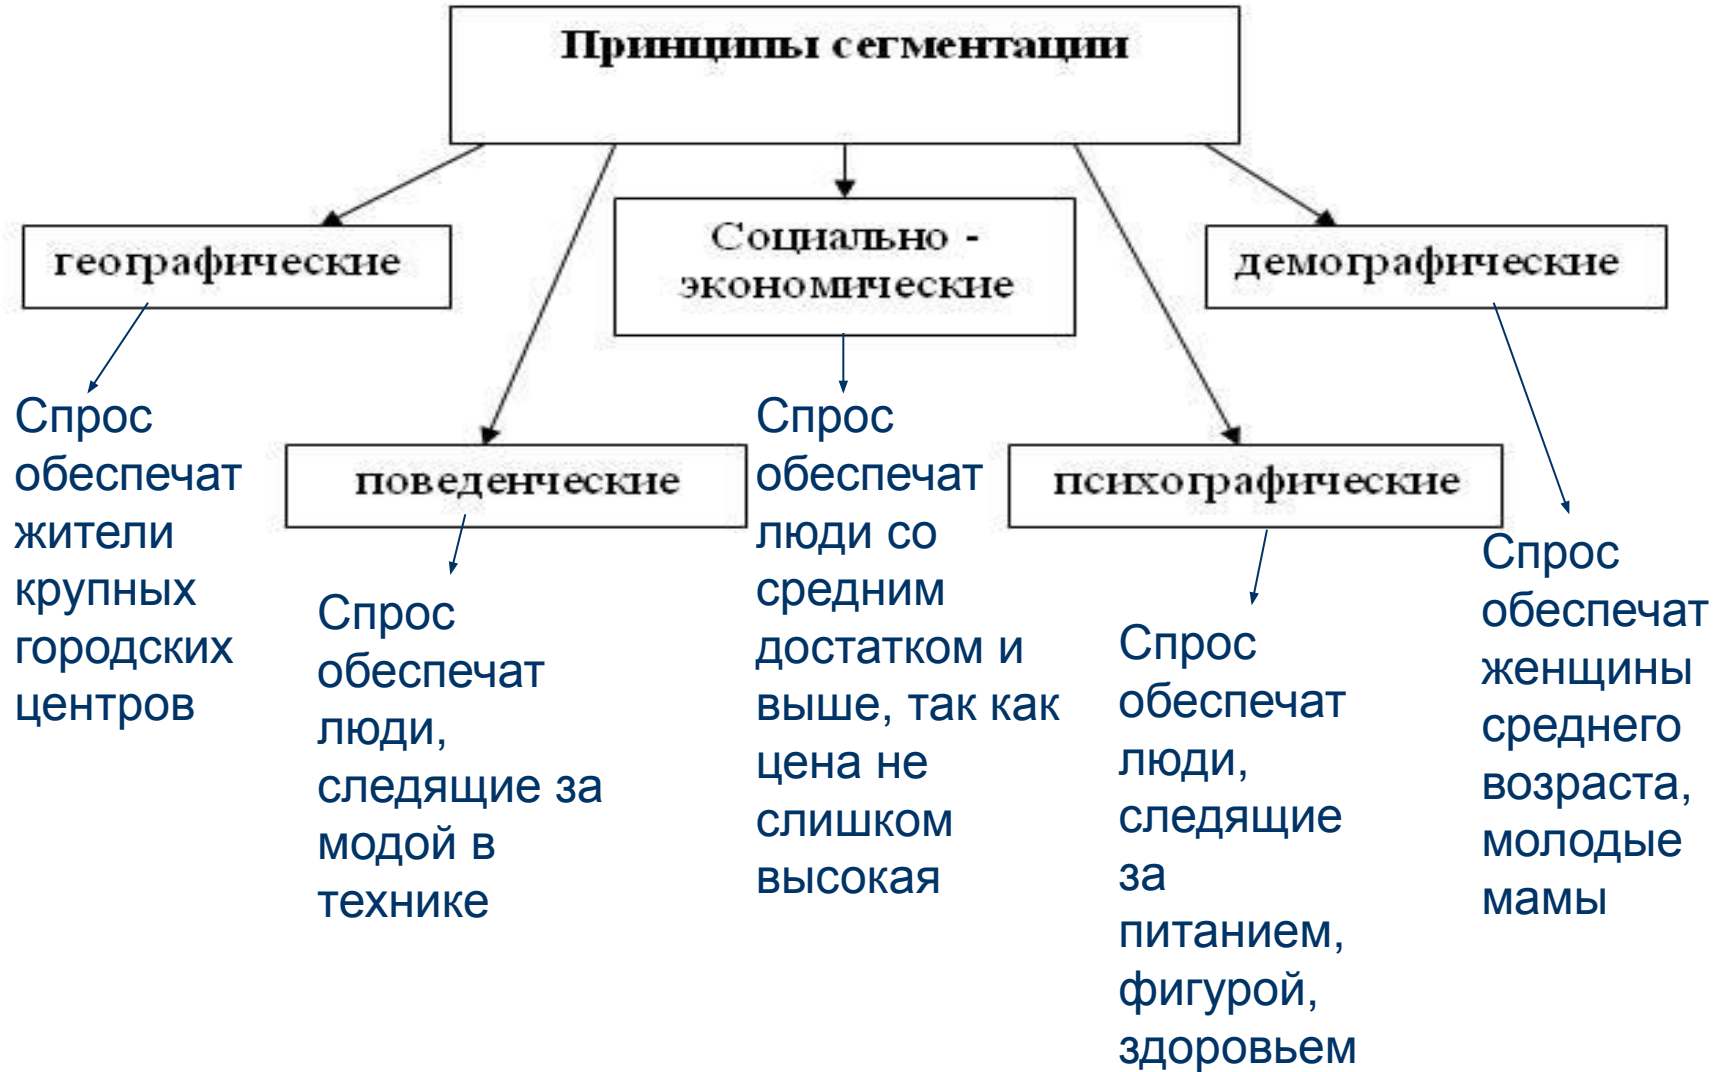 Принципы сегментации
географические
Социально -
экономические
демографические
поведенческие
психографические
Спрос
обеспечат
жители
крупных
городских
центров
Спрос
обеспечат
люди,
следящие за
модой в
технике
Спрос
обеспечат
люди со
средним
достатком и
выше, так как
цена не
слишком
высокая
Спрос
обеспечат
люди,
следящие
за
питанием,
фигурой,
здоровьем
Спрос
обеспечат
женщины
среднего
возраста,
молодые
мамы